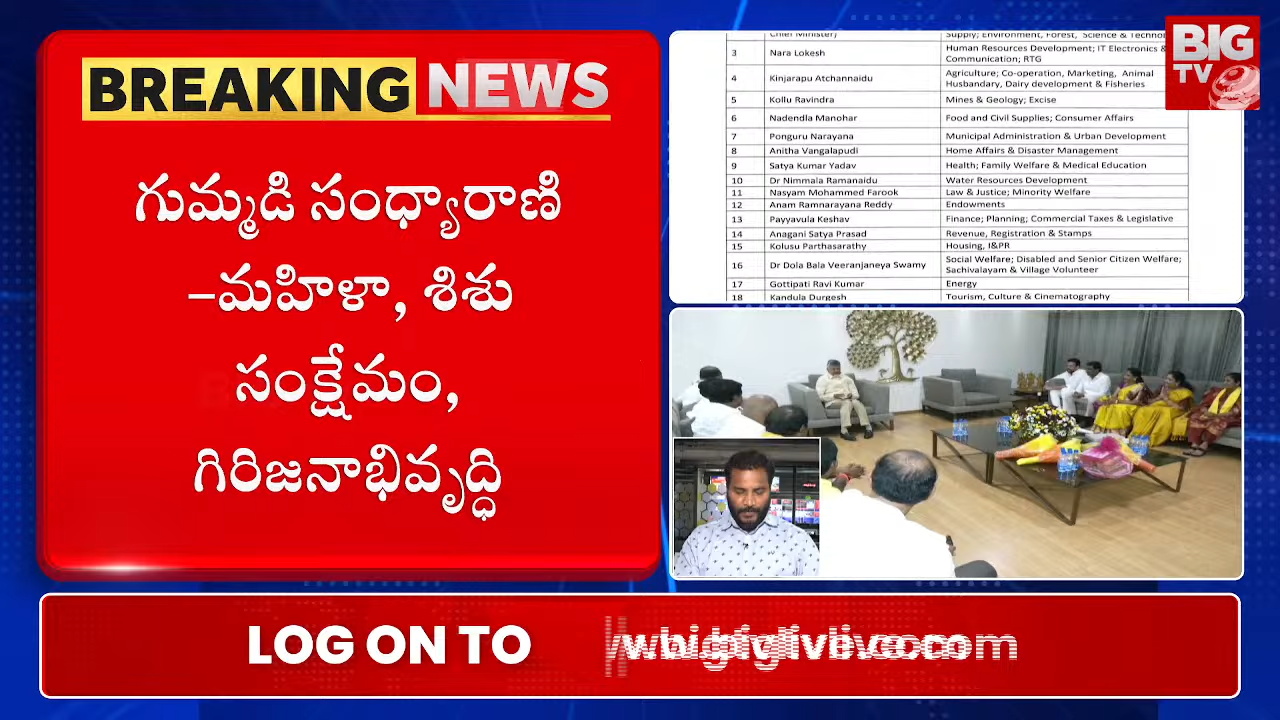 BREAKING NEWS
గుమ్మడి సంధ్యారాణి
–మహిళా, శిశు
సంక్షేమం,
గిరిజనాభివృద్ధి
Chief Minister) Supply; Environment, Forest, Science &
3 Nara Lokesh Human Resources Development; IT Electronics &
Communication; RTG
4 Kinjarapu Atchannaidu Agriculture; Co-operation, Marketing, Animal
Husbandary, Dairy development & Fisheries
5 Kollu Ravindra Mines & Geology; Excise
6 Nadendla Manohar Food and Civil Supplies; Consumer Affairs
7 Ponguru Narayana Municipal Administration & Urban Development
8 Anitha Vangalapudi Home Affairs & Disaster Management
9 Satya Kumar Yadav Health; Family Welfare & Medical Education
10 Dr Nimmala Ramanaidu Water Resources Development
11 Nasyam Mohammed Farook Law & Justice; Minority Welfare
12 Anam Ramnarayana Reddy Endowments
13 Payyavula Keshav Finance; Planning; Commercial Taxes & Legislative
14 Anagani Satya Prasad Revenue, Registration & Stamps
15 Kolusu Parthasarathy Housing, I&PR
16 Dr Dola Bala Veeranjaneya Swamy Social Welfare; Disabled and Senior Citizen Welfare;
Sachivalayam & Village Volunteer
17 Gottipati Ravi Kumar Energy
18 Kandula Durgesh Tourism, Culture & Cinematography
BIG
TV
LOG ON TO